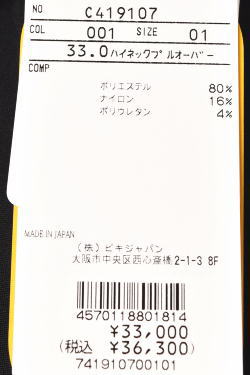 NO. C419107
COL 001 SIZE 01
33.0ハイネックプルオーバー
COMP
ポリエステル 80%
ナイロン 16%
ポリウレタン 4%
MADE IN JAPAN
(株)ビキジャパン
大阪市中央区西心斎橋2-1-3 8F
4570118801814
¥33,000
(税込 ¥36,300)
741910700101